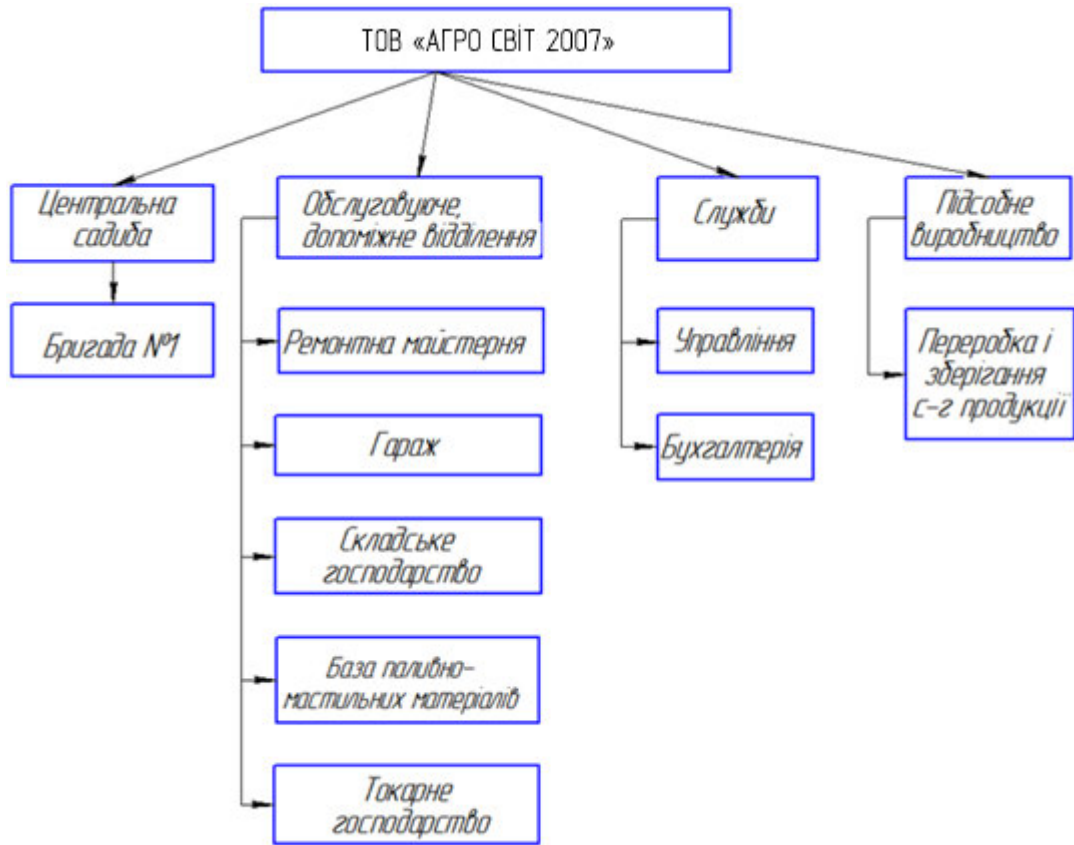 ТОВ «АГРО СВІТ 2007»
Центральна
садиба
Бригада №1
Обслуговуюче,
допоміжне відділення
Ремонтна майстерня
Гараж
Складське
господарство
База паливно-
мастильних матеріалів
Токарне
господарство
Служби
Управління
Бухгалтерія
Підсобне
виробництво
Переробка і
зберігання
с-г продукції